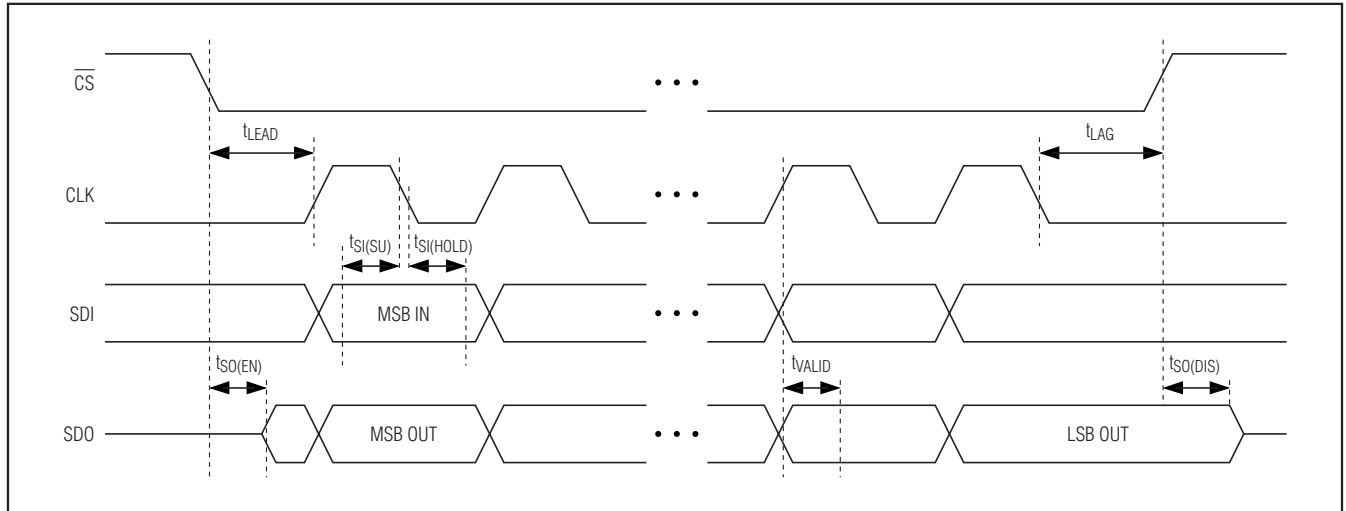 CS
• • •
tLEAD
tLAG
CLK
• • •
tSI(SU)
tSI(HOLD)
SDI
MSB IN
• • •
tSO(EN)
tVALID
tSO(DIS)
SDO
MSB OUT
• • •
LSB OUT